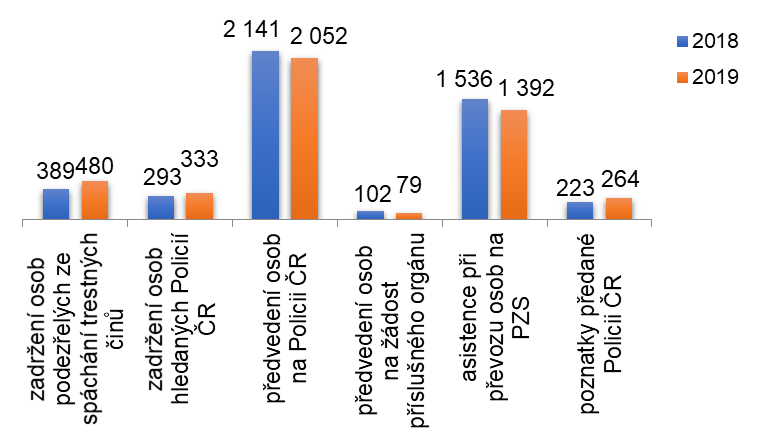 2 141
2 052
2018
2019
1 536
1 392
389
480
293
333
102
79
223
264
zadržení osob
podezřelých ze
spáchání trestných
činů
zadržení osob
hledaných Policií
ČR
předvedení osob
na Policii ČR
předvedení osob
na žádost
příslušného orgánu
asistence při
převozu osob na
PZS
poznatky předané
Policii ČR